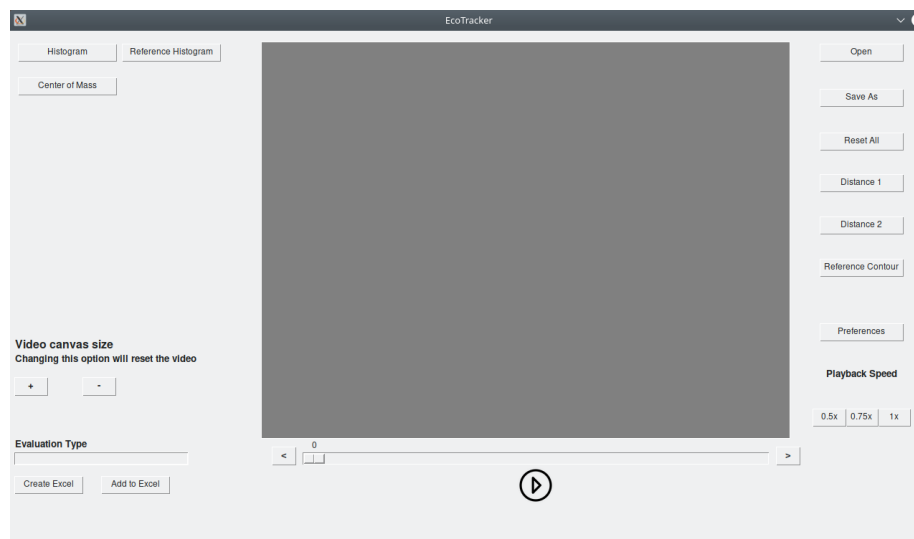 EcoTracker
Histogram
Reference Histogram
Center of Mass
Open
Save As
Reset All
Distance 1
Distance 2
Reference Contour
Preferences
Playback Speed
0.5x
0.75x
1x
Video canvas size
Changing this option will reset the video
+
-
Evaluation Type
Create Excel
Add to Excel
0
<
>